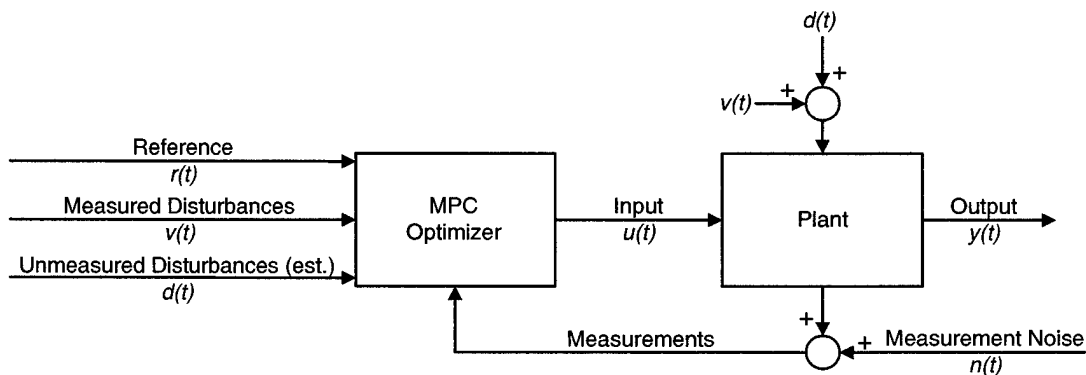 d(t)
+
+
v(t)
Reference
r(t)
Measured Disturbances
v(t)
Unmeasured Disturbances (est.)
d(t)
MPC
Optimizer
Input
u(t)
Plant
Output
y(t)
+
+
Measurements
Measurement Noise
n(t)